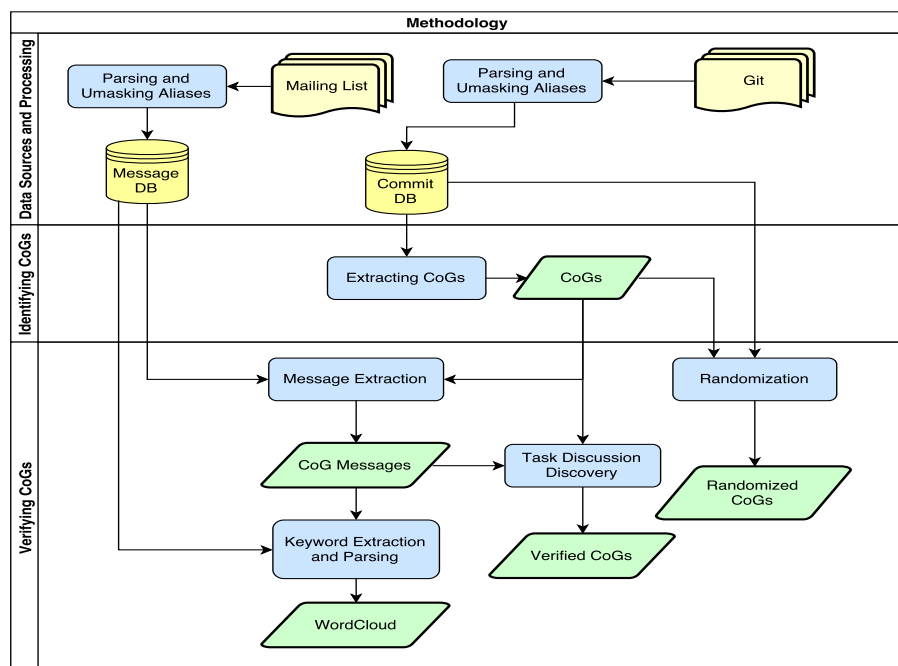 Methodology
Data Sources and Processing
Parsing and
Umasking Aliases
Mailing List
Parsing and
Umasking Aliases
Git
Message
DB
Commit
DB
Identifying CoGs
Extracting CoGs
CoGs
Verifying CoGs
Message Extraction
Randomization
CoG Messages
Task Discussion
Discovery
Randomized
CoGs
Keyword Extraction
and Parsing
Verified CoGs
WordCloud